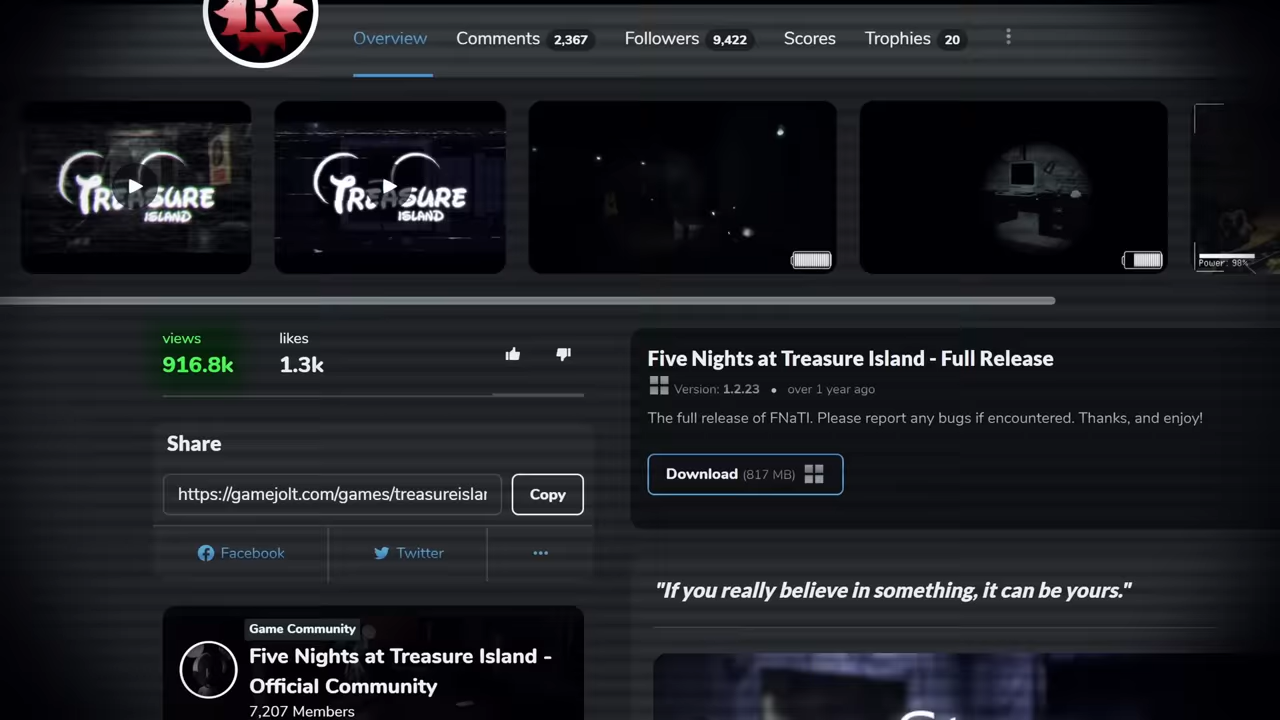 R
Overview Comments 2,367 Followers 9,422 Scores Trophies 20
TREASURE ISLAND
TREASURE ISLAND
Power: 98%
views
916.8k
likes
1.3k
Five Nights at Treasure Island - Full Release
Version: 1.2.23 • over 1 year ago
The full release of FNaTI. Please report any bugs if encountered. Thanks, and enjoy!
Download (817 MB)
Share
https://gamejolt.com/games/treasureislan
Copy
Facebook Twitter
"If you really believe in something, it can be yours."
Game Community
Five Nights at Treasure Island -
Official Community
7,207 Members